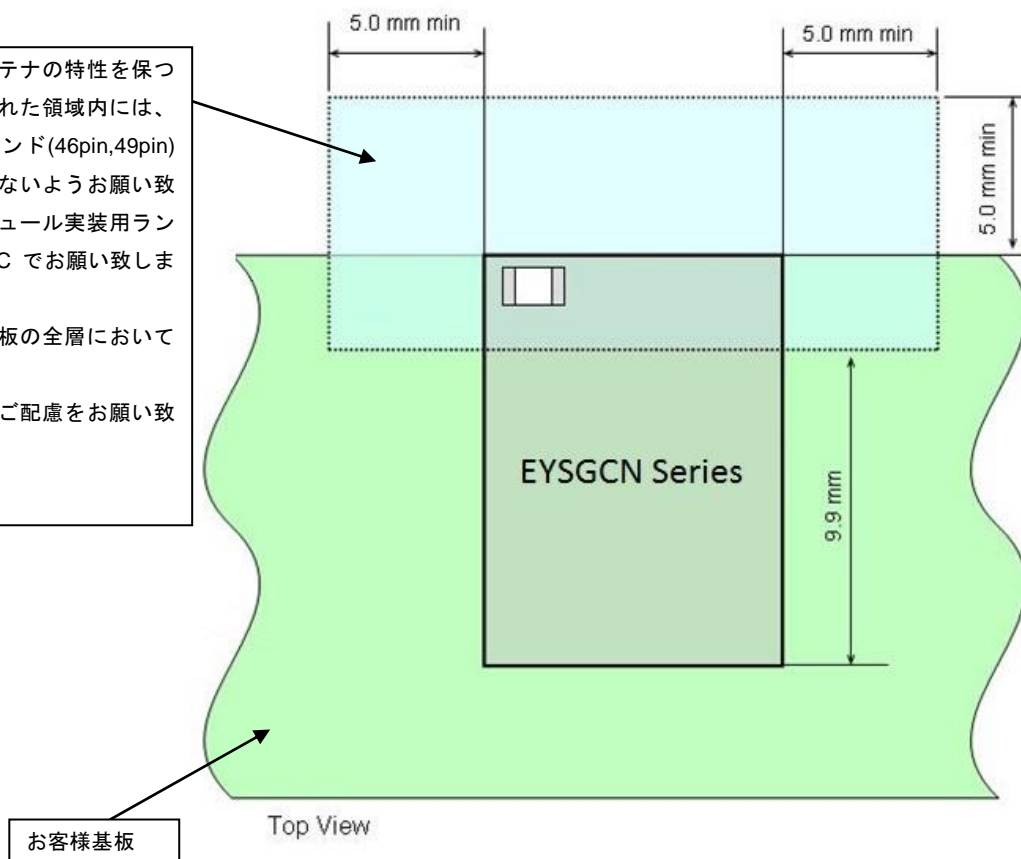 5.0 mm min
5.0 mm min
テナの特性を保つ
れた領域内には、
ンド(46pin,49pin)
ないようお願い致
ュール実装用ラン
C でお願い致しま
板の全層において
ご配慮をお願い致
5.0 mm min
EYSGCN Series
9.9 mm
Top View
お客様基板